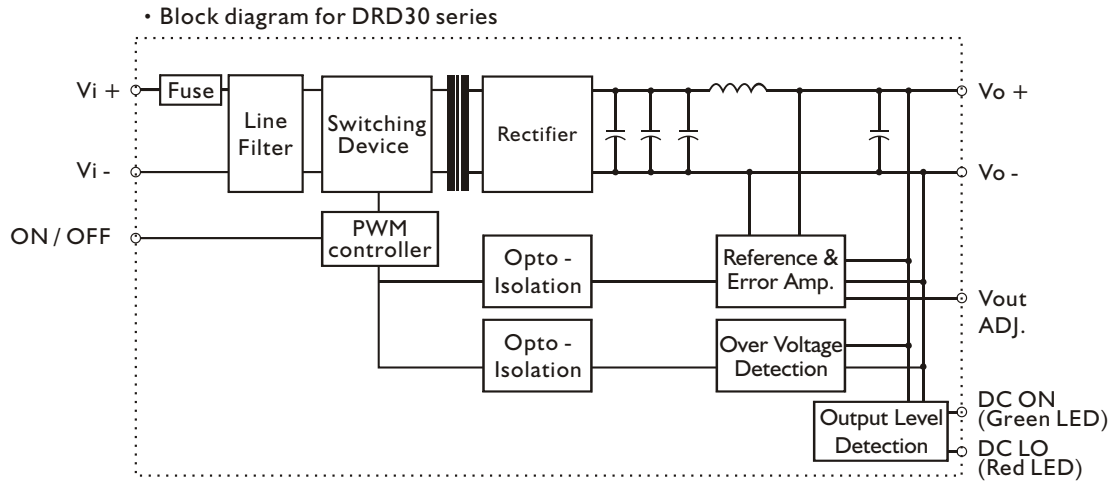 · Block diagram for DRD30 series
Vi +
Fuse
Line
Filter
Switching
Device
Rectifier
Vo +
Vi -
Vo -
ON / OFF
PWM
controller
Opto -
Isolation
Reference &
Error Amp.
Vout
ADJ.
Opto -
Isolation
Over Voltage
Detection
Output Level
Detection
DC ON
(Green LED)
DC LO
(Red LED)